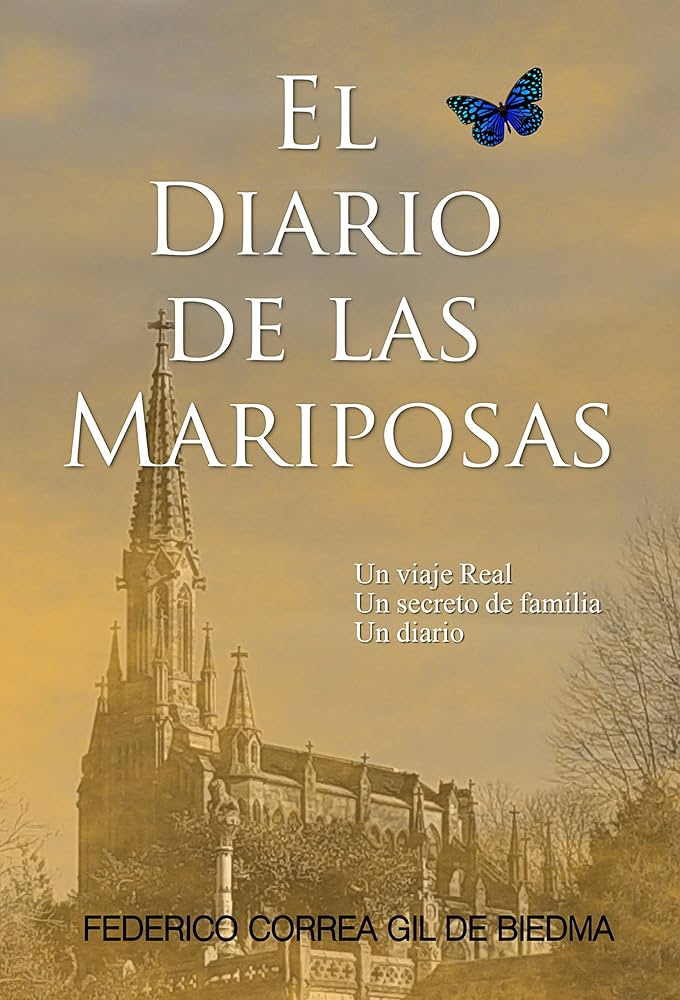 El
Diario
de las
Mariposas
Un viaje Real
Un secreto de familia
Un diario
FEDERICO CORREA GIL DE BIEDMA